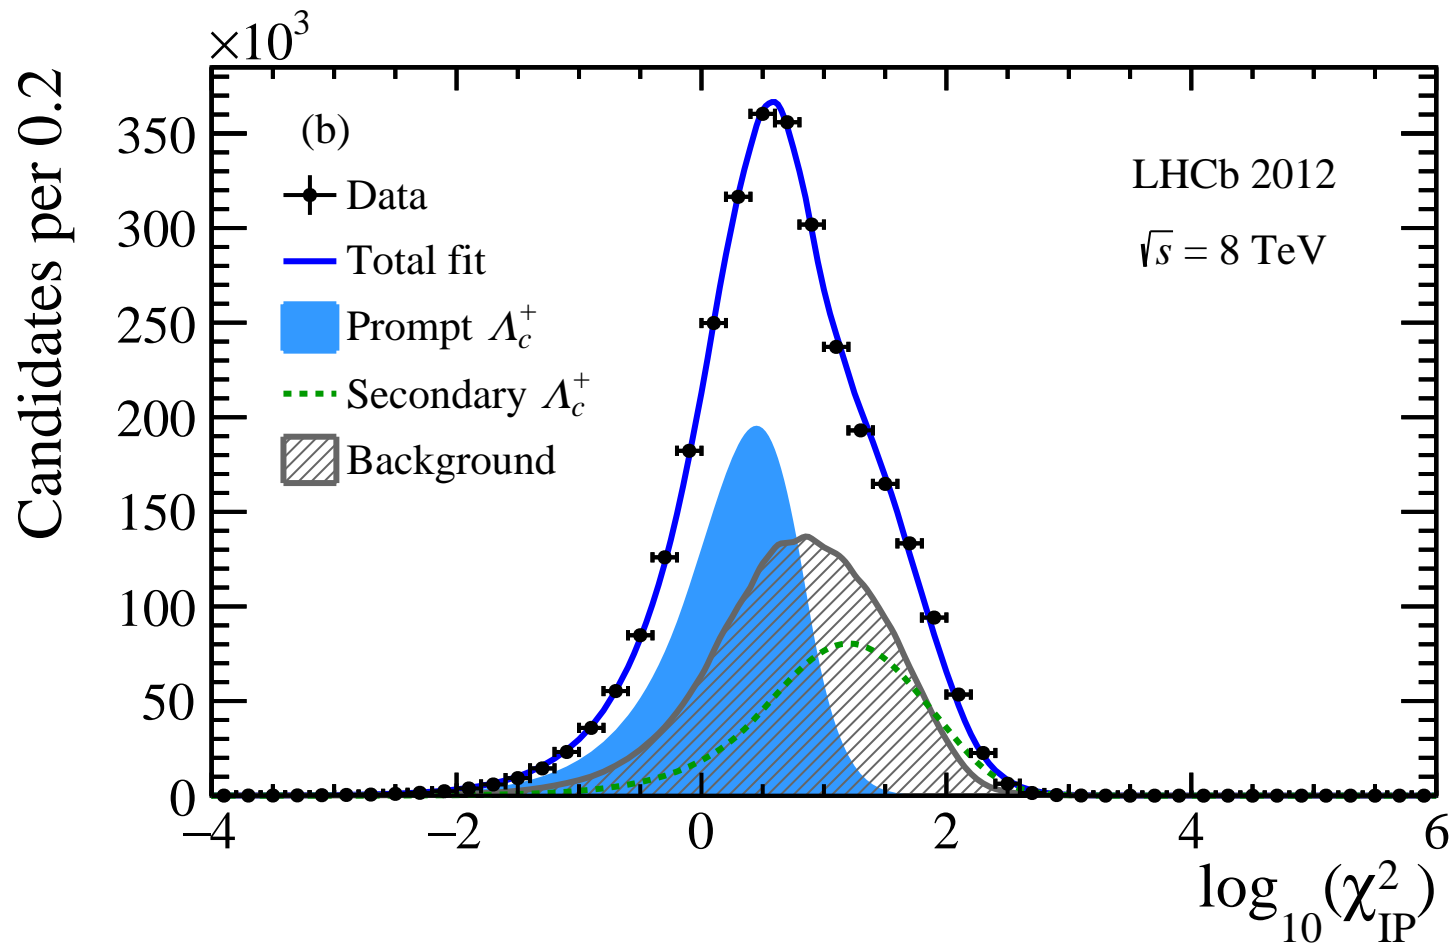 ×10³
Candidates per 0.2
350
300
250
200
150
100
50
0
(b)
Data
Total fit
Prompt Λc⁺
Secondary Λc⁺
Background
LHCb 2012
√s = 8 TeV
−4 −2 0 2 4 6
log₁₀(χ²IP)